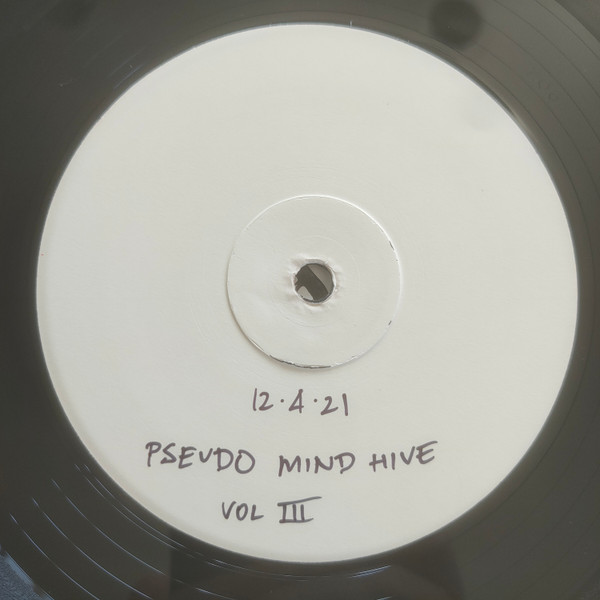 12·4·21
PSEUDO MIND HIVE
VOL III